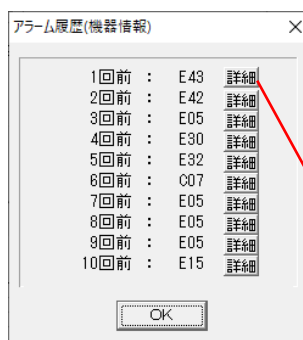 アラーム履歴(機器情報)
1回前 : E43 詳細
2回前 : E42 詳細
3回前 : E05 詳細
4回前 : E30 詳細
5回前 : E32 詳細
6回前 : C07 詳細
7回前 : E05 詳細
8回前 : E05 詳細
9回前 : E05 詳細
10回前 : E15 詳細
OK